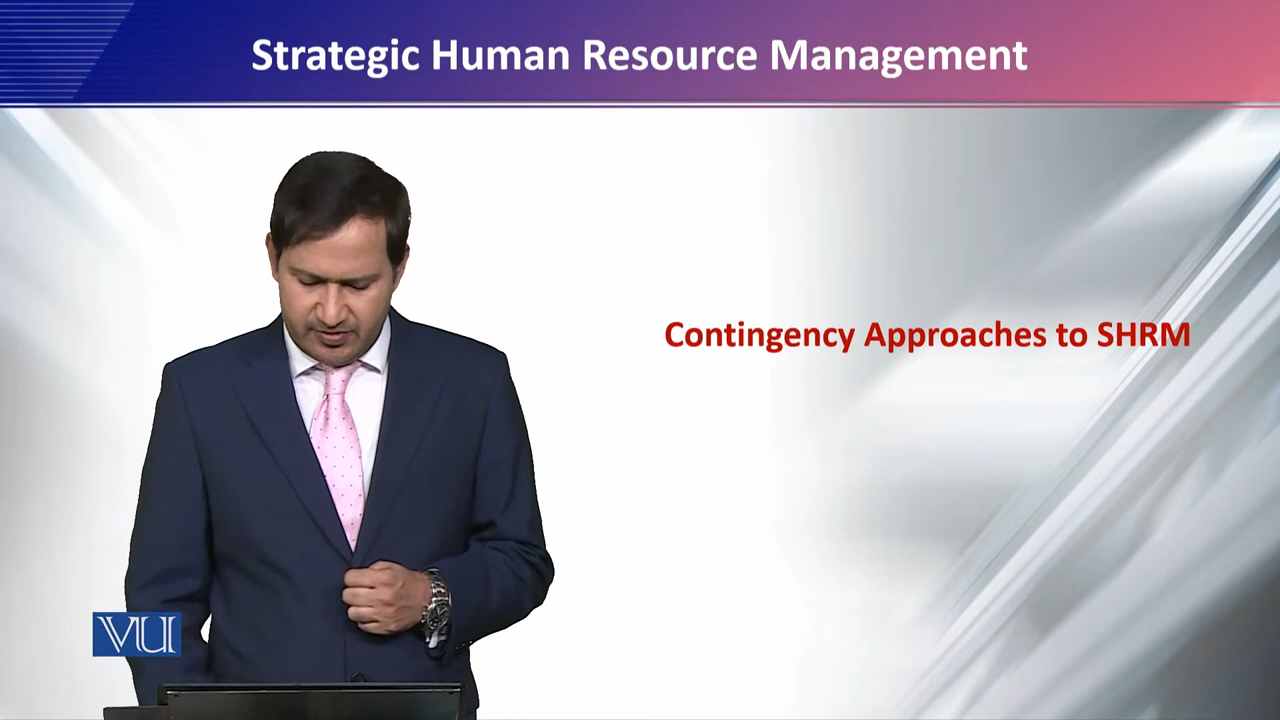 Strategic Human Resource Management
Contingency Approaches to SHRM
VU